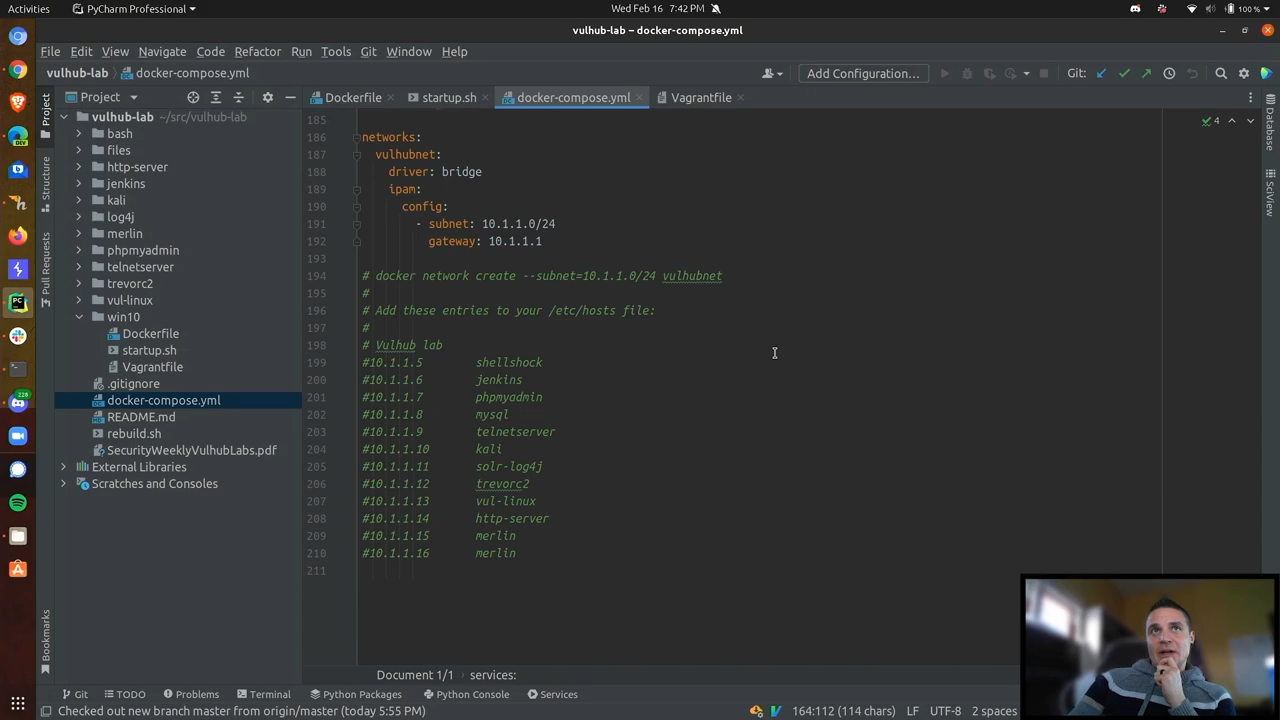 Activities
PyCharm Professional
Wed Feb 16 7:42 PM
100 %
vulhub-lab – docker-compose.yml
File Edit View Navigate Code Refactor Run Tools Git Window Help
vulhub-lab docker-compose.yml
Add Configuration...
Git:
Project
Dockerfile
startup.sh
docker-compose.yml
Vagrantfile
Project
Structure
Pull Requests
Bookmarks
vulhub-lab ~/src/vulhub-lab
bash
files
http-server
jenkins
kali
log4j
merlin
phpmyadmin
telnetserver
trevorc2
vul-linux
win10
Dockerfile
startup.sh
Vagrantfile
.gitignore
docker-compose.yml
README.md
rebuild.sh
SecurityWeeklyVulhubLabs.pdf
External Libraries
Scratches and Consoles
DEV
PC
228
185
186 networks:
187 vulhubnet:
188 driver: bridge
189 ipam:
190 config:
191 - subnet: 10.1.1.0/24
192 gateway: 10.1.1.1
193
194 # docker network create --subnet=10.1.1.0/24 vulhubnet
195 #
196 # Add these entries to your /etc/hosts file:
197 #
198 # Vulhub lab
199 #10.1.1.5 shellshock
200 #10.1.1.6 jenkins
201 #10.1.1.7 phpmyadmin
202 #10.1.1.8 mysql
203 #10.1.1.9 telnetserver
204 #10.1.1.10 kali
205 #10.1.1.11 solr-log4j
206 #10.1.1.12 trevorc2
207 #10.1.1.13 vul-linux
208 #10.1.1.14 http-server
209 #10.1.1.15 merlin
210 #10.1.1.16 merlin
211
4
Database
SciView
Document 1/1 services:
Git TODO Problems Terminal Python Packages Python Console Services
Checked out new branch master from origin/master (today 5:55 PM)
164:112 (114 chars) LF UTF-8 2 spaces